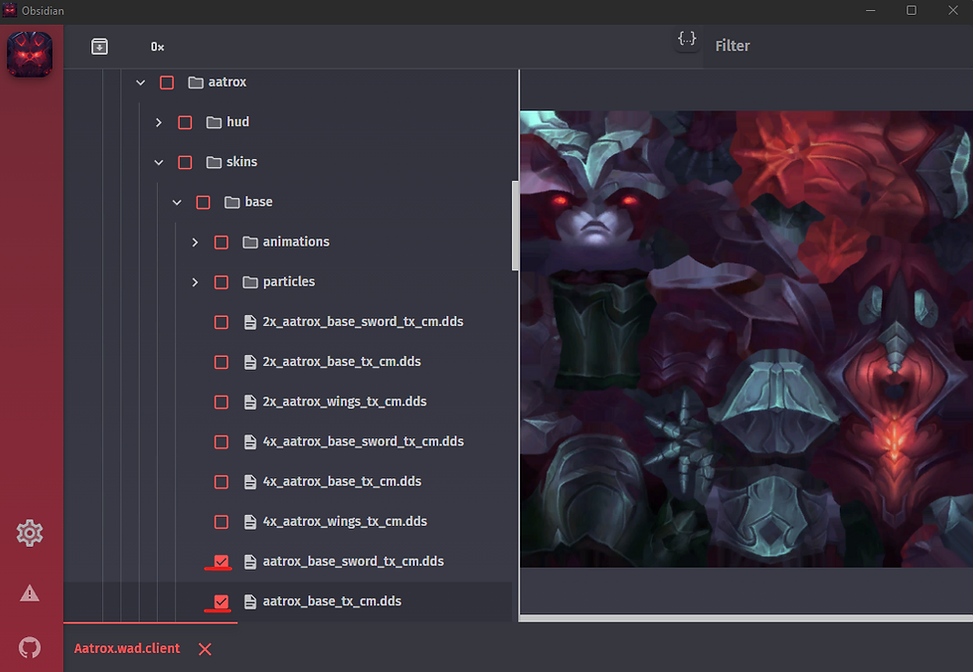 Obsidian
0x
{...}
Filter
aatrox
hud
skins
base
animations
particles
2x_aatrox_base_sword_tx_cm.dds
2x_aatrox_base_tx_cm.dds
2x_aatrox_wings_tx_cm.dds
4x_aatrox_base_sword_tx_cm.dds
4x_aatrox_base_tx_cm.dds
4x_aatrox_wings_tx_cm.dds
aatrox_base_sword_tx_cm.dds
aatrox_base_tx_cm.dds
Aatrox.wad.client